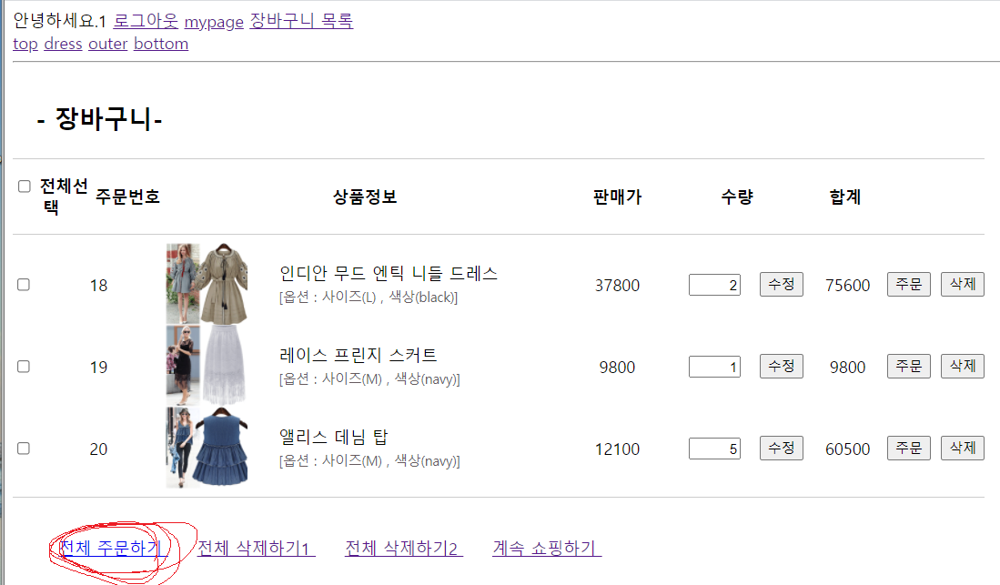 안녕하세요.1 로그아웃 mypage 장바구니 목록
top dress outer bottom
- 장바구니-
전체선택 주문번호 상품정보 판매가 수량 합계
18 인디안 무드 엔틱 니들 드레스 37800 2 수정 75600 주문 삭제
[옵션 : 사이즈(L) , 색상(black)]
19 레이스 프린지 스커트 9800 1 수정 9800 주문 삭제
[옵션 : 사이즈(M) , 색상(navy)]
20 앨리스 데님 탑 12100 5 수정 60500 주문 삭제
[옵션 : 사이즈(M) , 색상(navy)]
전체 주문하기 전체 삭제하기1 전체 삭제하기2 계속 쇼핑하기